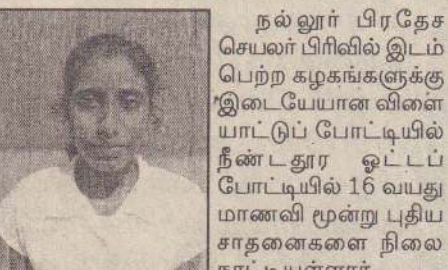 நல்லூர் பிரதேச
செயலர் பிரிவில் இடம்
பெற்ற கழகங்களுக்கு
இடையேயான விளை
யாட்டுப் போட்டியில்
நீண்டதூர ஓட்டப்
போட்டியில் 16 வயது
மாணவி மூன்று புதிய
சாதனைகளை நிலை